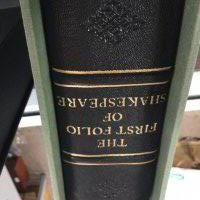 THE
FIRST FOLIO
OF
SHAKESPEARE